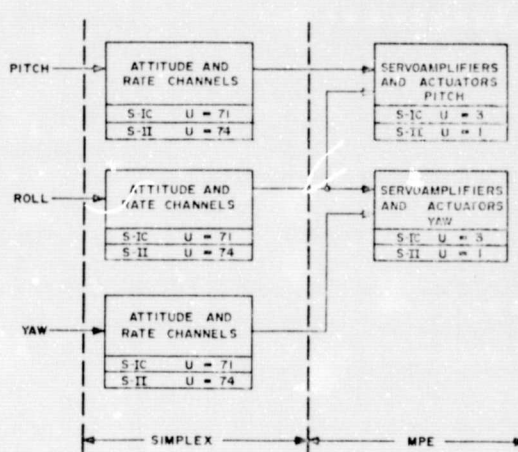 PITCH
ATTITUDE AND
RATE CHANNELS
S-IC U = 71
S-II U = 74
SERVOAMPLIFIERS
AND ACTUATORS
PITCH
S-IC U = 3
S-II U = 1
ROLL
ATTITUDE AND
RATE CHANNELS
S-IC U = 71
S-II U = 74
SERVOAMPLIFIERS
AND ACTUATORS
YAW
S-IC U = 3
S-II U = 1
YAW
ATTITUDE AND
RATE CHANNELS
S-IC U = 71
S-II U = 74
SIMPLEX
MPE